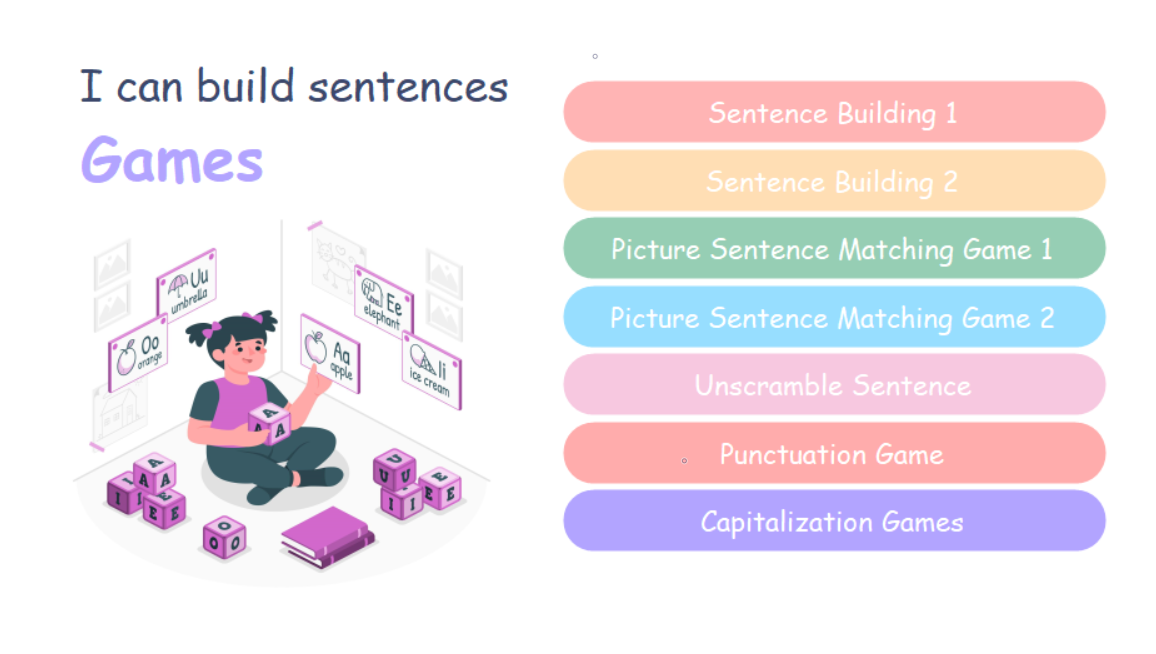 I can build sentences
Games
Uu
umbrella
Oo
orange
Ee
elephant
Aa
apple
Ii
ice cream
A
A
A
A
A
A
I
I
E
E
E
O
O
O
U
U
U
I
I
E
E
E
Sentence Building 1
Sentence Building 2
Picture Sentence Matching Game 1
Picture Sentence Matching Game 2
Unscramble Sentence
Punctuation Game
Capitalization Games